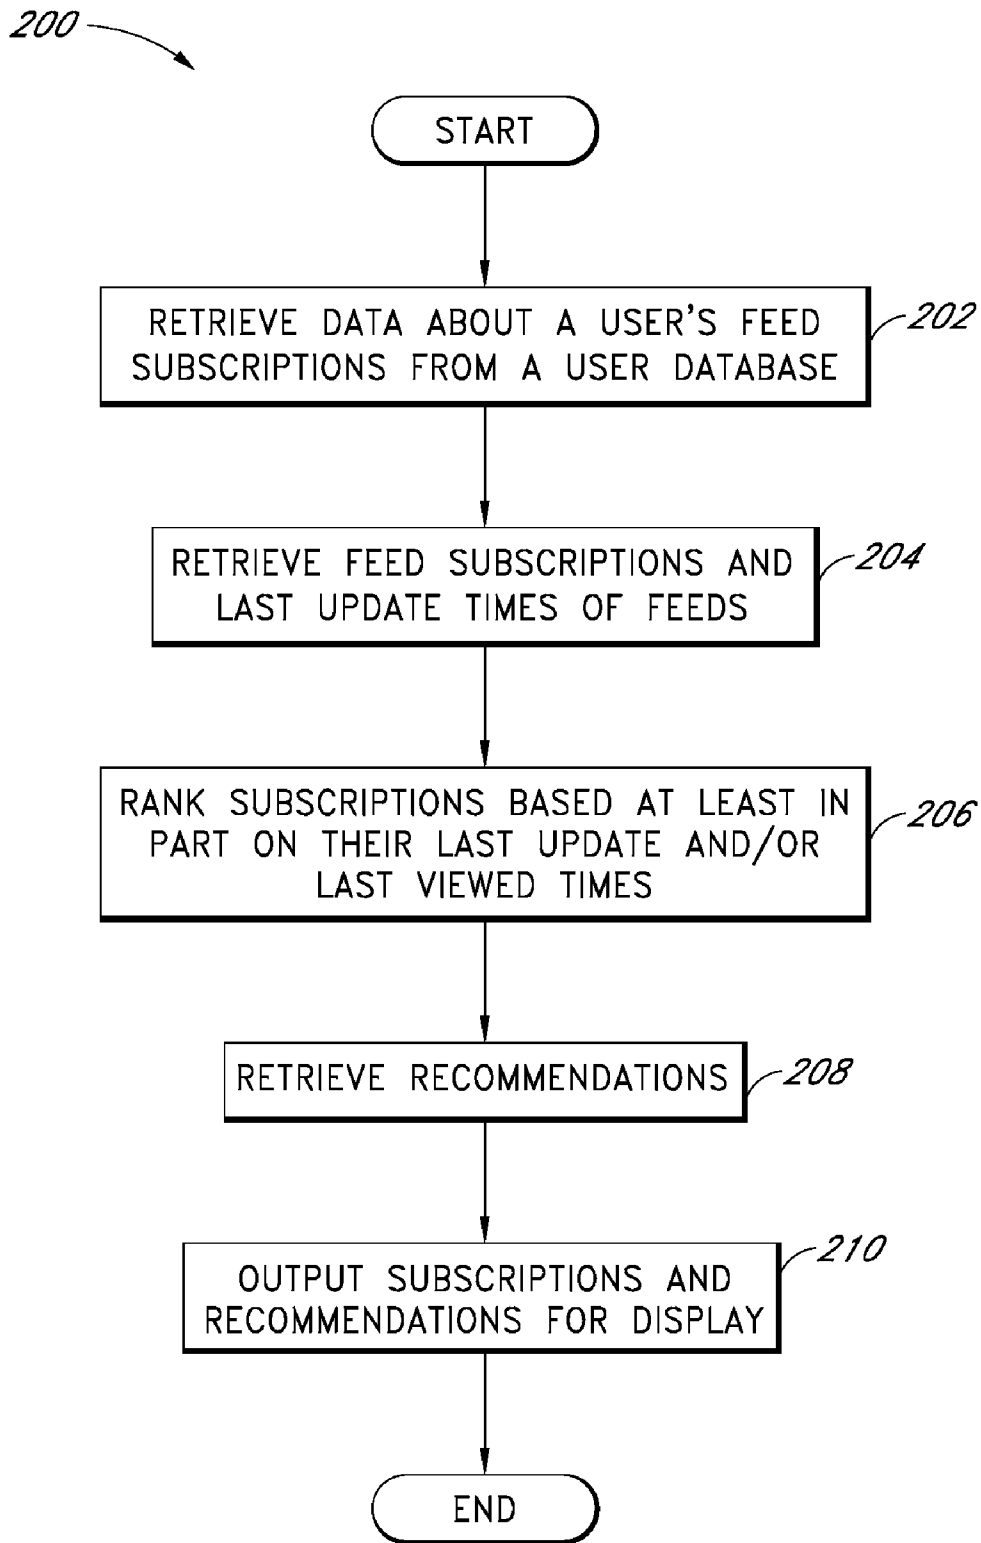 200
START
RETRIEVE DATA ABOUT A USER'S FEED
SUBSCRIPTIONS FROM A USER DATABASE
202
RETRIEVE FEED SUBSCRIPTIONS AND
LAST UPDATE TIMES OF FEEDS
204
RANK SUBSCRIPTIONS BASED AT LEAST IN
PART ON THEIR LAST UPDATE AND/OR
LAST VIEWED TIMES
206
RETRIEVE RECOMMENDATIONS
208
OUTPUT SUBSCRIPTIONS AND
RECOMMENDATIONS FOR DISPLAY
210
END